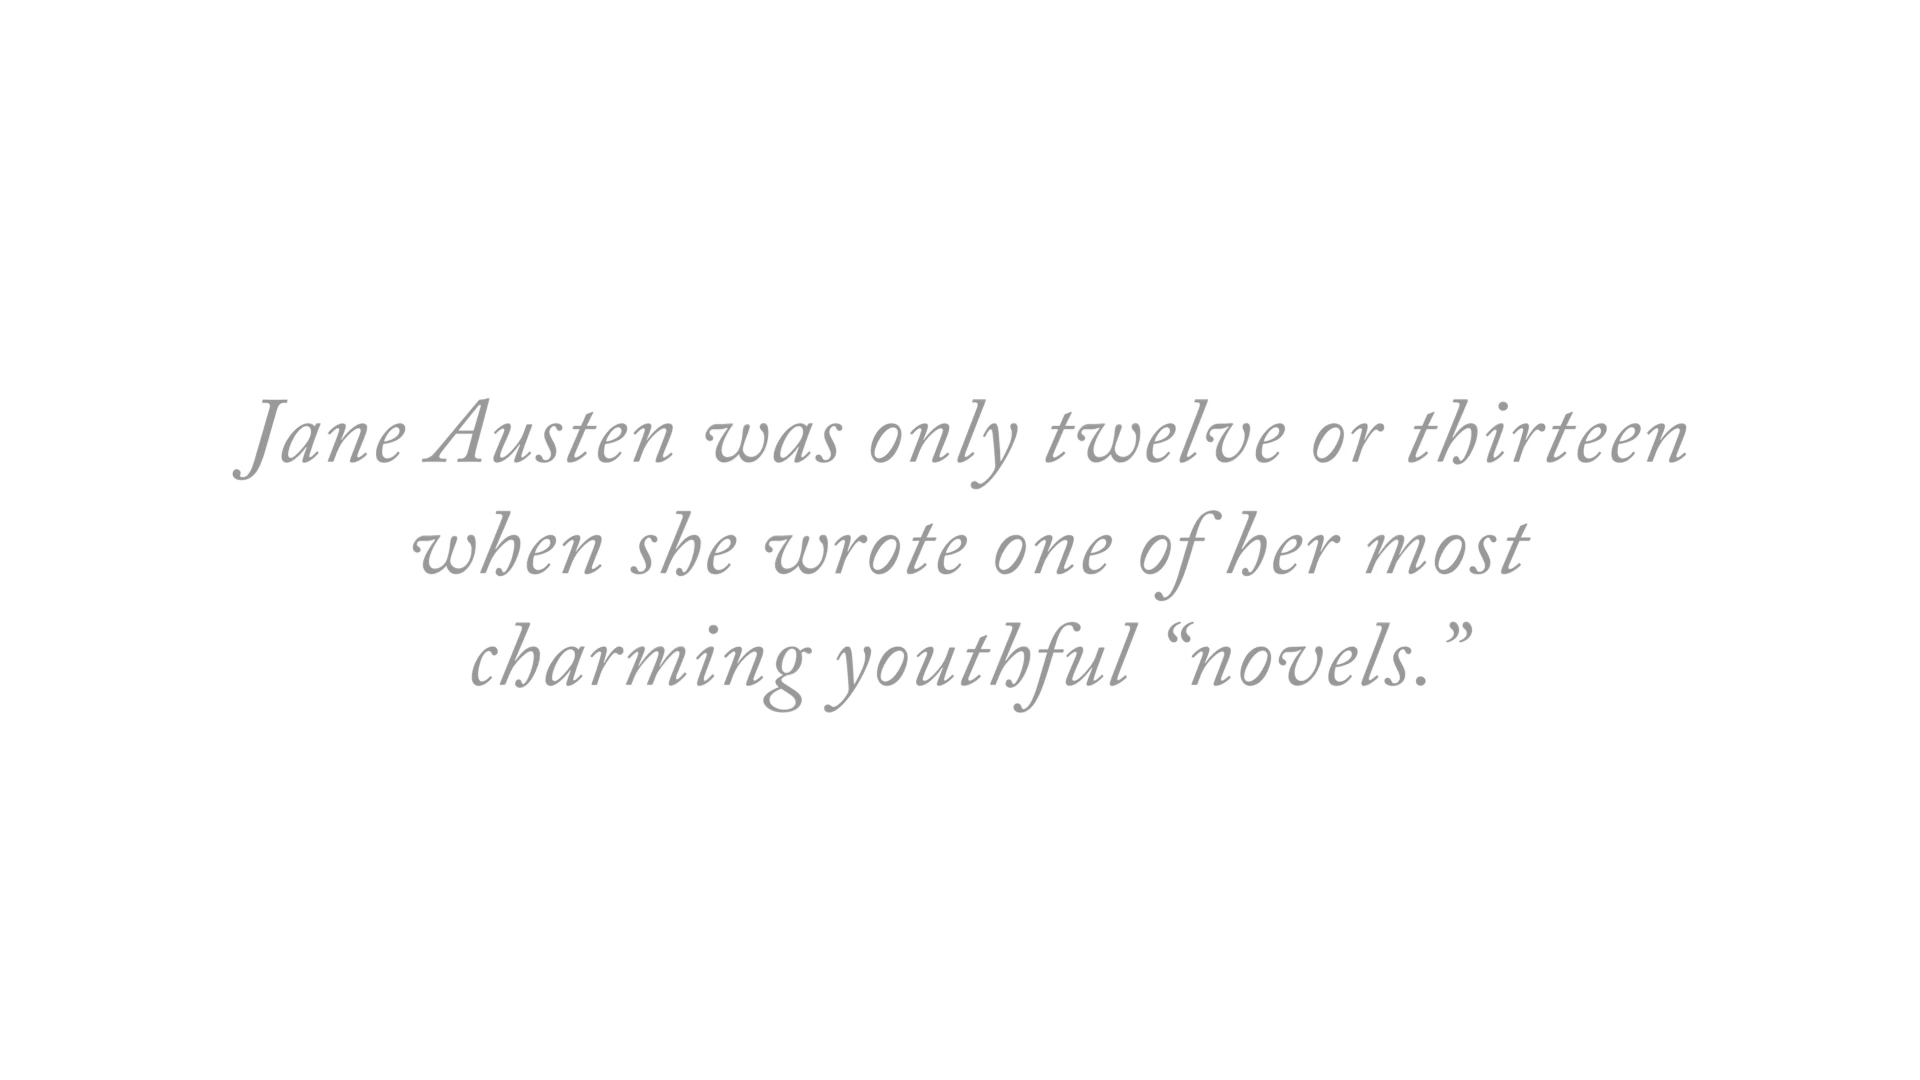 Jane Austen was only twelve or thirteen
when she wrote one of her most
charming youthful “novels.”